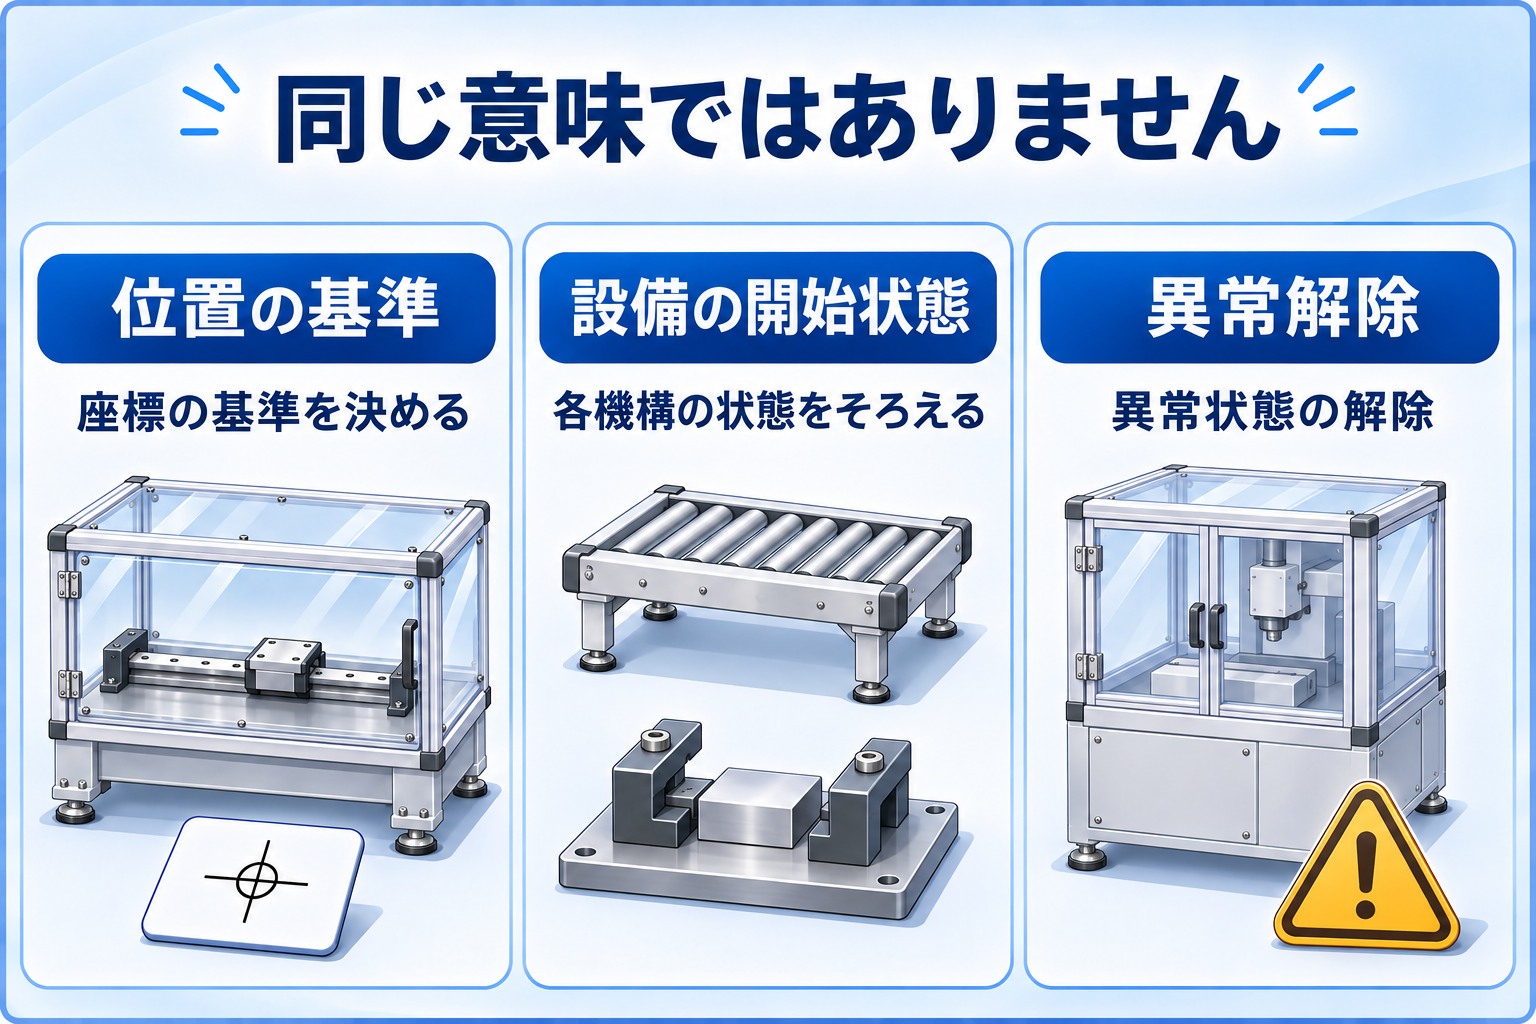 同じ意味ではありません
位置の基準
座標の基準を決める
設備の開始状態
各機構の状態をそろえる
異常解除
異常状態の解除